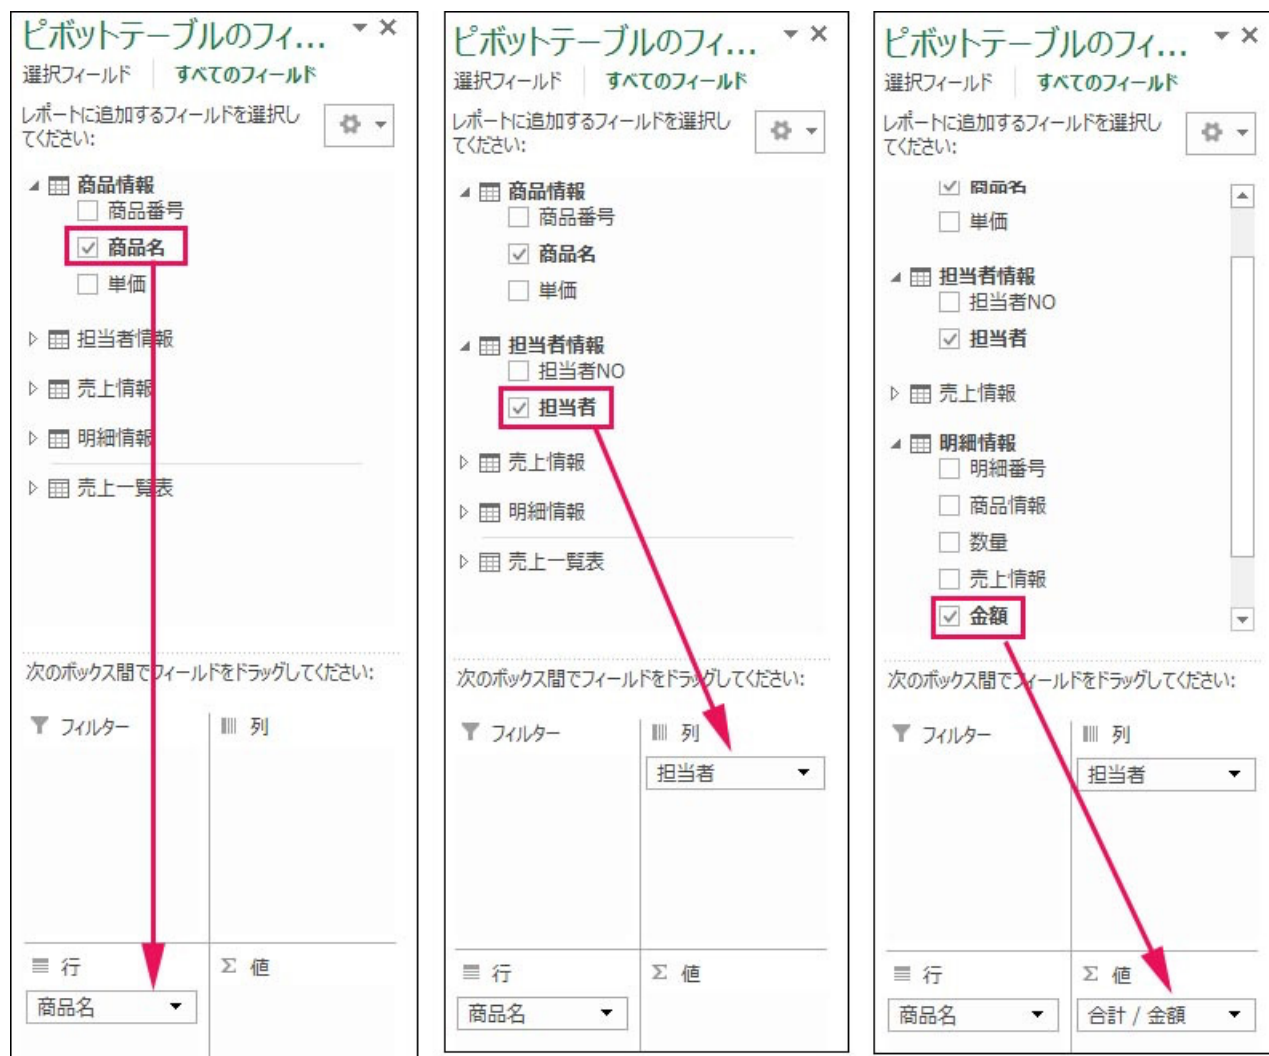 ピボットテーブルのフィ...
選択フィールド すべてのフィールド
レポートに追加するフィールドを選択し
てください:
商品情報
商品番号
商品名
単価
担当者情報
売上情報
明細情報
売上一覧表
次のボックス間でフィールドをドラッグしてください:
フィルター 列
行 Σ 値
商品名
ピボットテーブルのフィ...
選択フィールド すべてのフィールド
レポートに追加するフィールドを選択し
てください:
商品情報
商品番号
商品名
単価
担当者情報
担当者NO
担当者
売上情報
明細情報
売上一覧表
次のボックス間でフィールドをドラッグしてください:
フィルター 列
担当者
行 Σ 値
商品名
ピボットテーブルのフィ...
選択フィールド すべてのフィールド
レポートに追加するフィールドを選択し
てください:
商品名
単価
担当者情報
担当者NO
担当者
売上情報
明細情報
明細番号
商品情報
数量
売上情報
金額
次のボックス間でフィールドをドラッグしてください:
フィルター 列
担当者
行 Σ 値
商品名 合計 / 金額